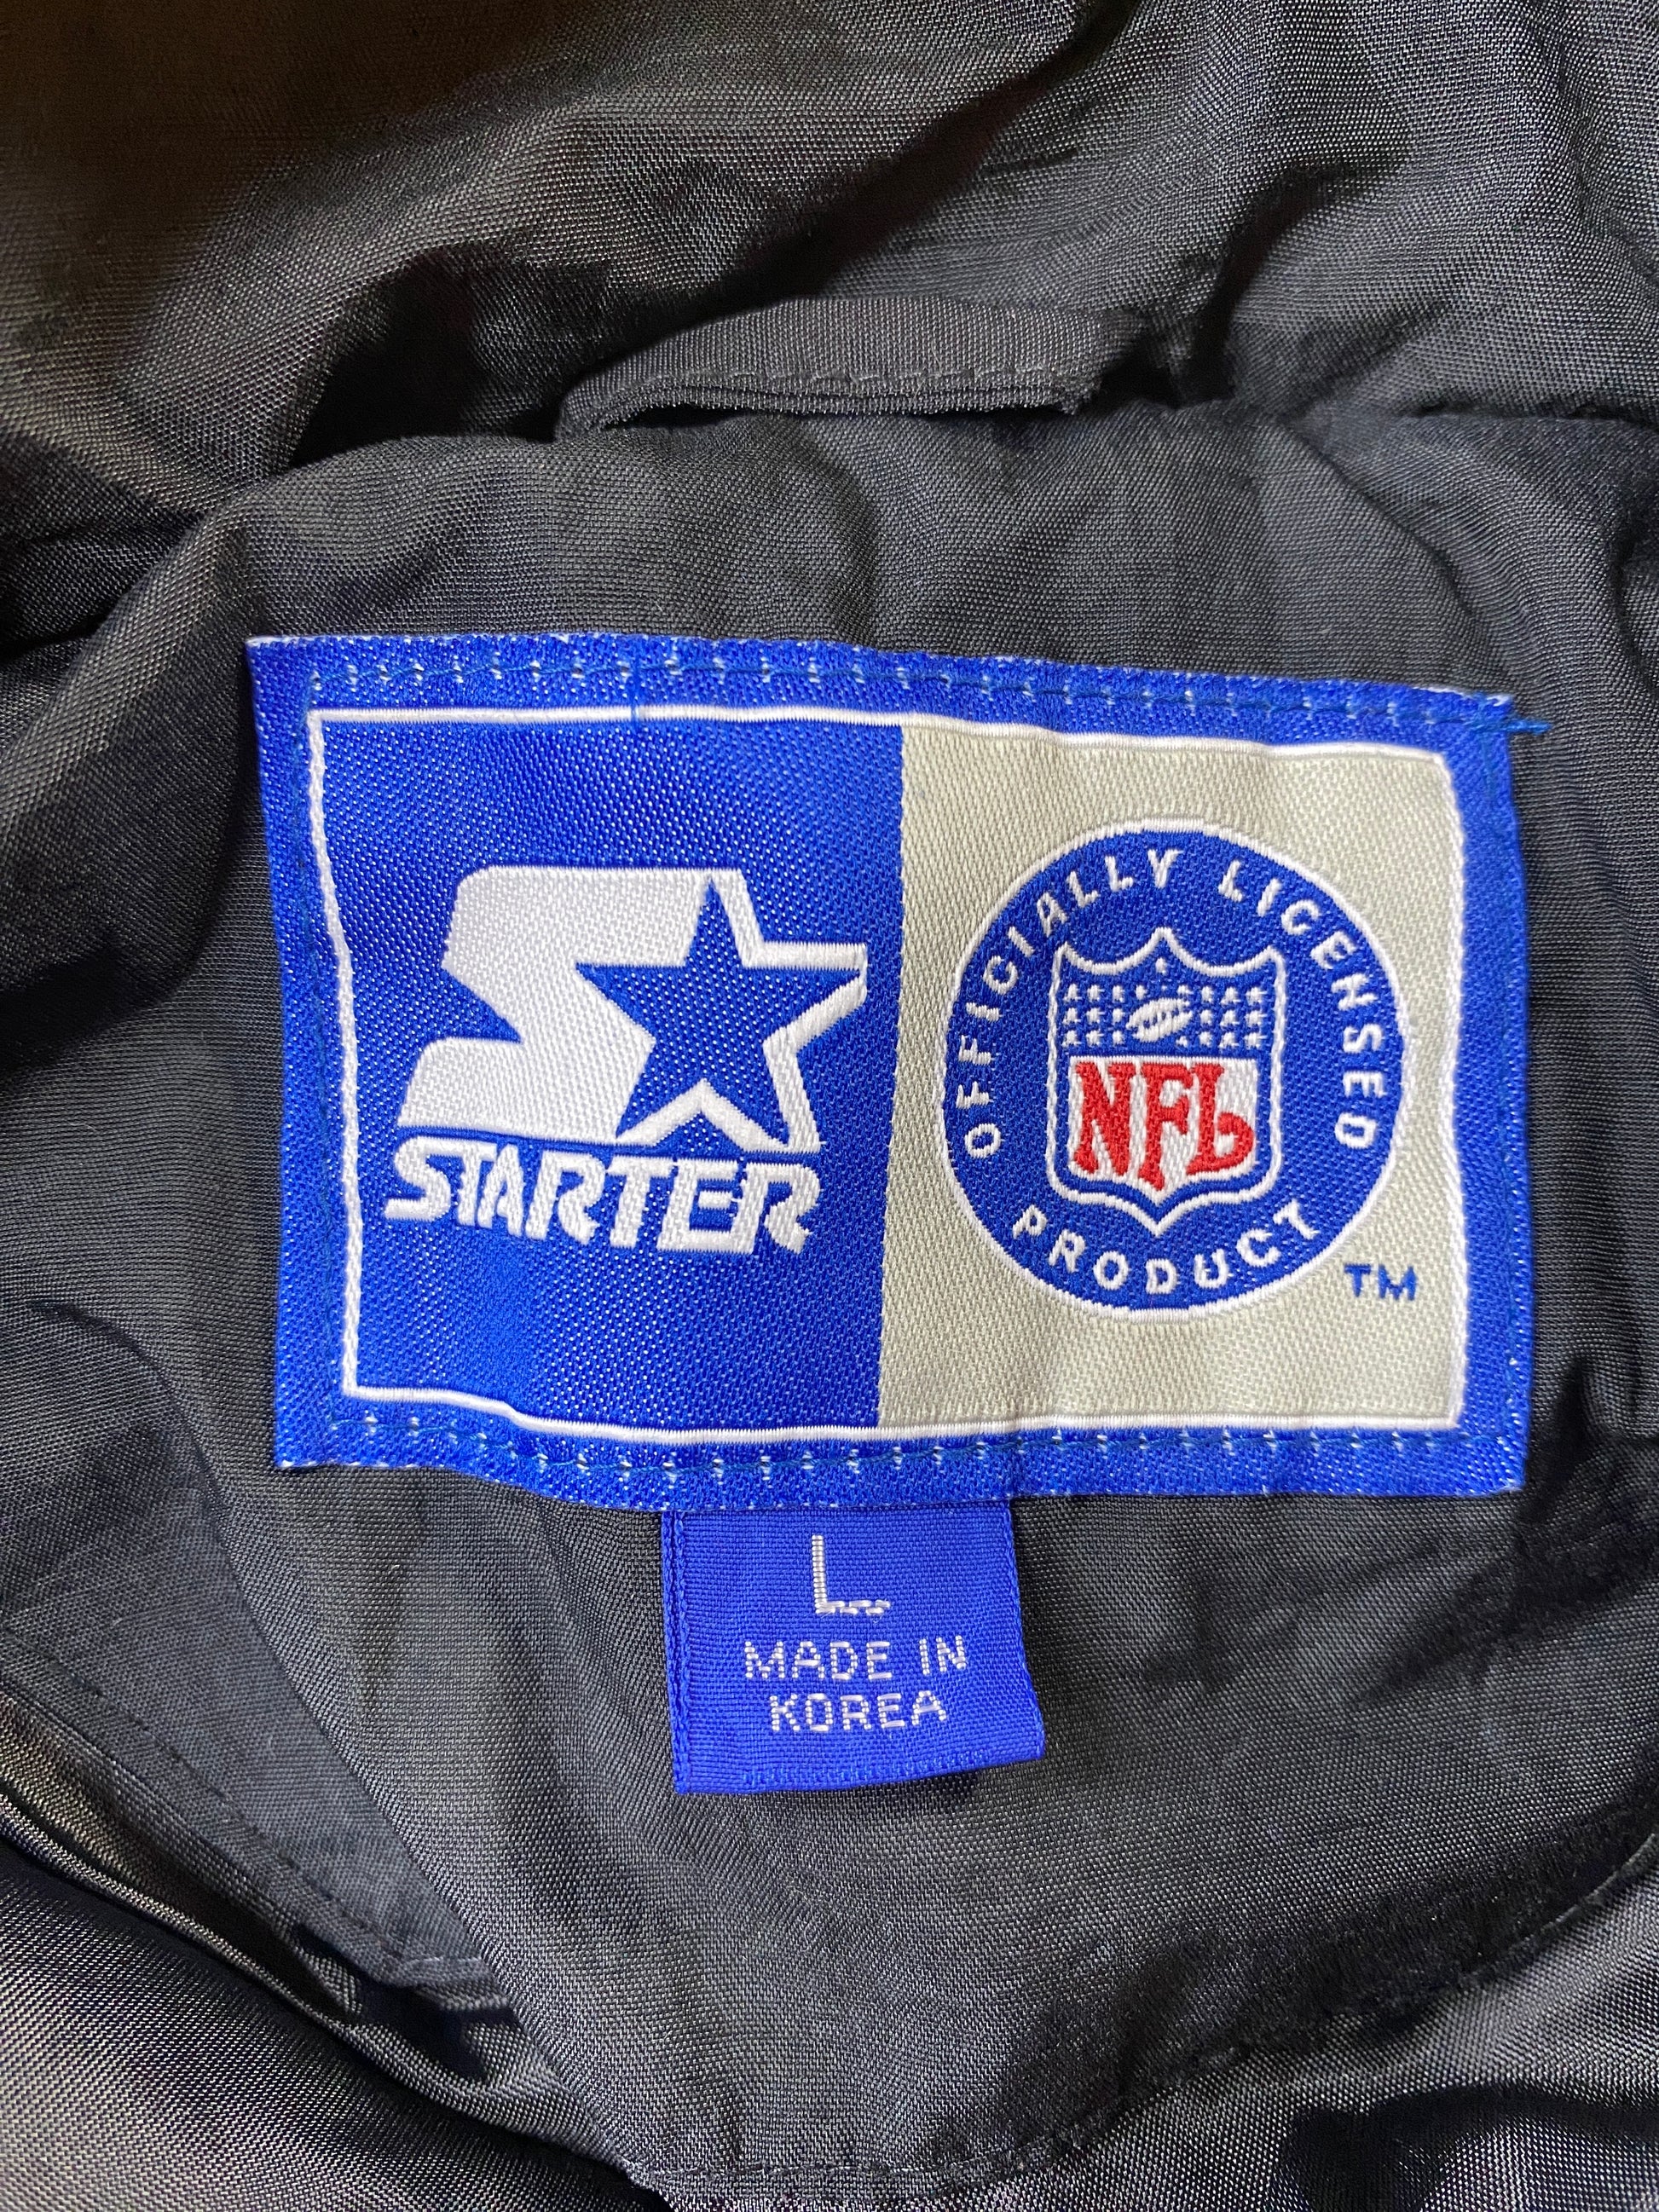 STARTER
OFFICIALLY LICENSED
NFL
PRODUCT
TM
L
MADE IN
KOREA